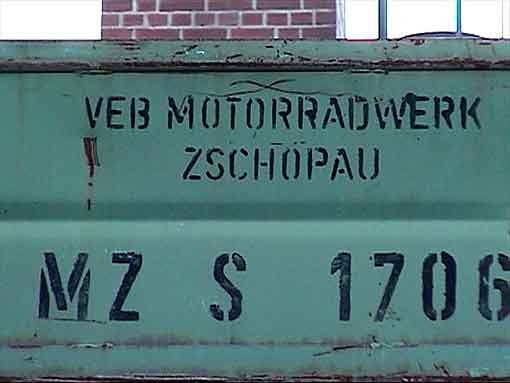 VEB MOTORRADWERK
ZSCHOPAU
MZ S 1706